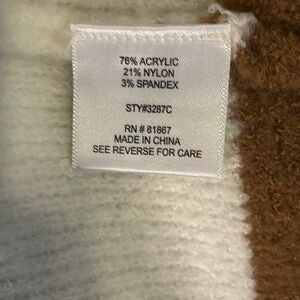 76% ACRYLIC
21% NYLON
3% SPANDEX
STY#3287C
RN # 81867
MADE IN CHINA
SEE REVERSE FOR CARE